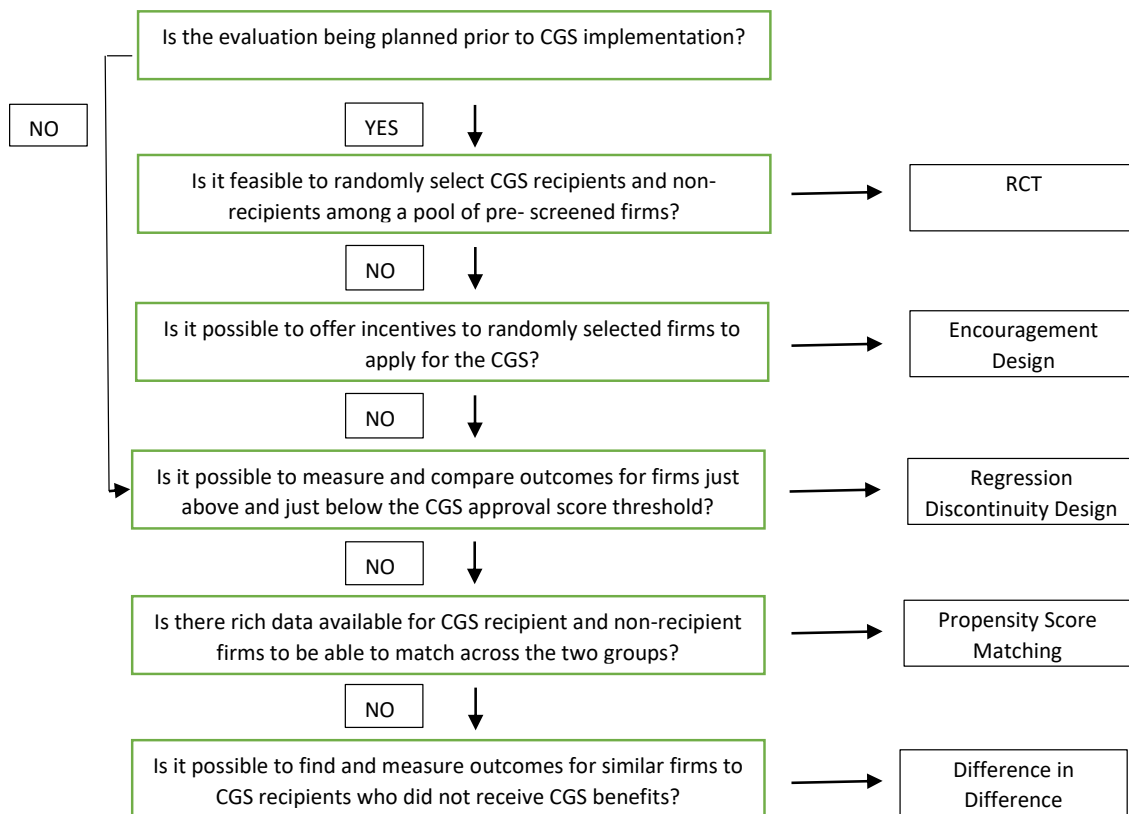 Is the evaluation being planned prior to CGS implementation?
NO
YES
Is it feasible to randomly select CGS recipients and non-
recipients among a pool of pre- screened firms?
RCT
NO
Is it possible to offer incentives to randomly selected firms to
apply for the CGS?
Encouragement
Design
NO
Is it possible to measure and compare outcomes for firms just
above and just below the CGS approval score threshold?
Regression
Discontinuity Design
NO
Is there rich data available for CGS recipient and non-recipient
firms to be able to match across the two groups?
Propensity Score
Matching
NO
Is it possible to find and measure outcomes for similar firms to
CGS recipients who did not receive CGS benefits?
Difference in
Difference